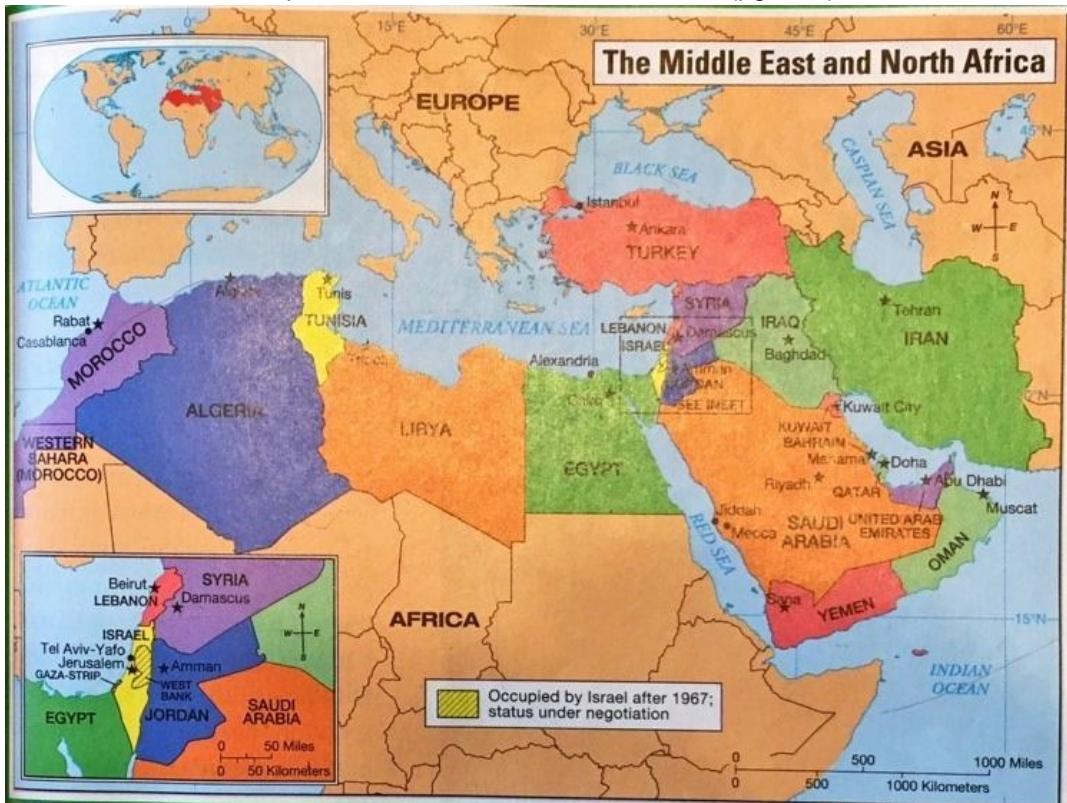 15°E
30°E
45°E
60°E
The Middle East and North Africa
EUROPE
ASIA
45°N
BLACK SEA
CASPIAN SEA
N
W
E
S
Istanbul
Ankara
TURKEY
ATLANTIC
OCEAN
Rabat
Casablanca
MOROCCO
Tunis
TUNISIA
MEDITERRANEAN SEA
SYRIA
LEBANON
Damascus
ISRAEL
IRAQ
Baghdad
Tehran
IRAN
Alexandria
Cairo
Amman
SEE INSET
ALGERIA
LIBYA
EGYPT
WESTERN
SAHARA
(MOROCCO)
Kuwait City
KUWAIT
BAHRAIN
Manama
Doha
Riyadh
QATAR
Abu Dhabi
Muscat
UNITED ARAB
EMIRATES
Jiddah
Mecca
SAUDI
ARABIA
OMAN
RED SEA
Sana
YEMEN
15°N
AFRICA
INDIAN
OCEAN
Beirut
LEBANON
SYRIA
Damascus
N
W
E
S
ISRAEL
Tel Aviv-Yafo
Jerusalem
GAZA-STRIP
Amman
WEST
BANK
EGYPT
JORDAN
SAUDI
ARABIA
0 50 Miles
0 50 Kilometers
Occupied by Israel after 1967;
status under negotiation
0 500 1000 Miles
0 500 1000 Kilometers